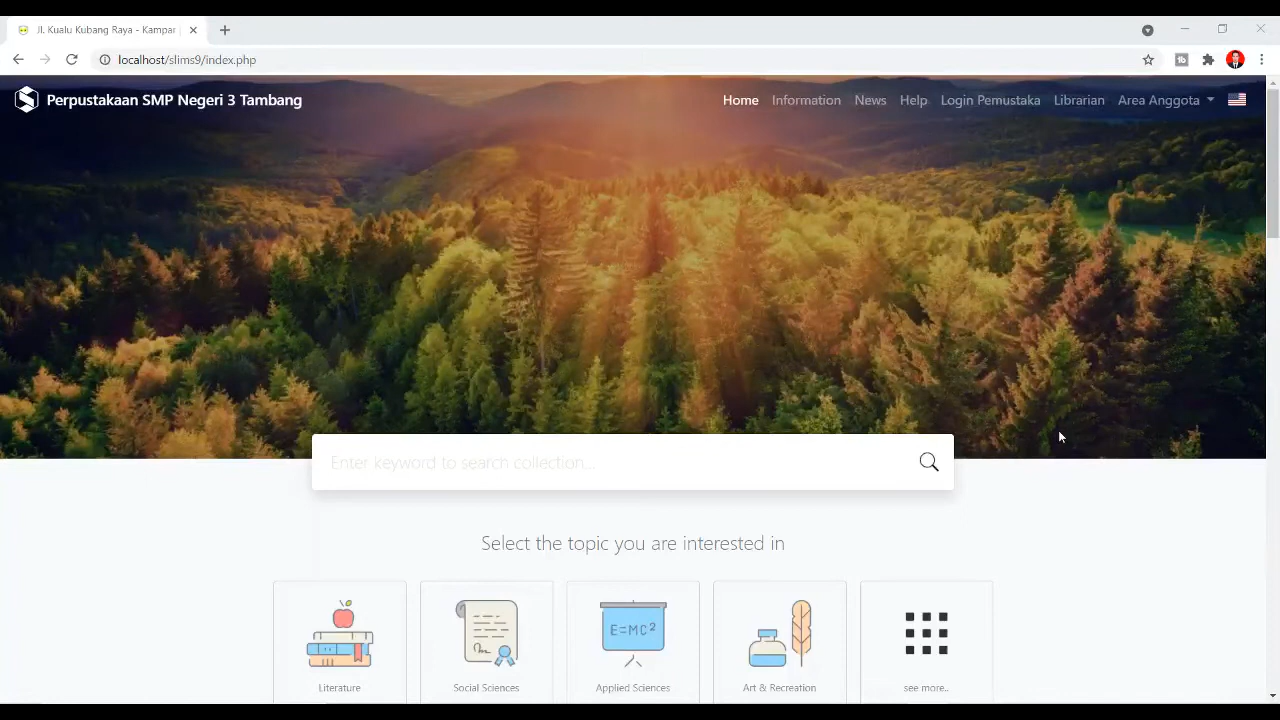 Jl. Kualu Kubang Raya - Kampar
localhost/slims9/index.php
Perpustakaan SMP Negeri 3 Tambang
Home Information News Help Login Pemustaka Librarian Area Anggota
Enter keyword to search collection...
Select the topic you are interested in
E=MC²
Literature Social Sciences Applied Sciences Art & Recreation see more..